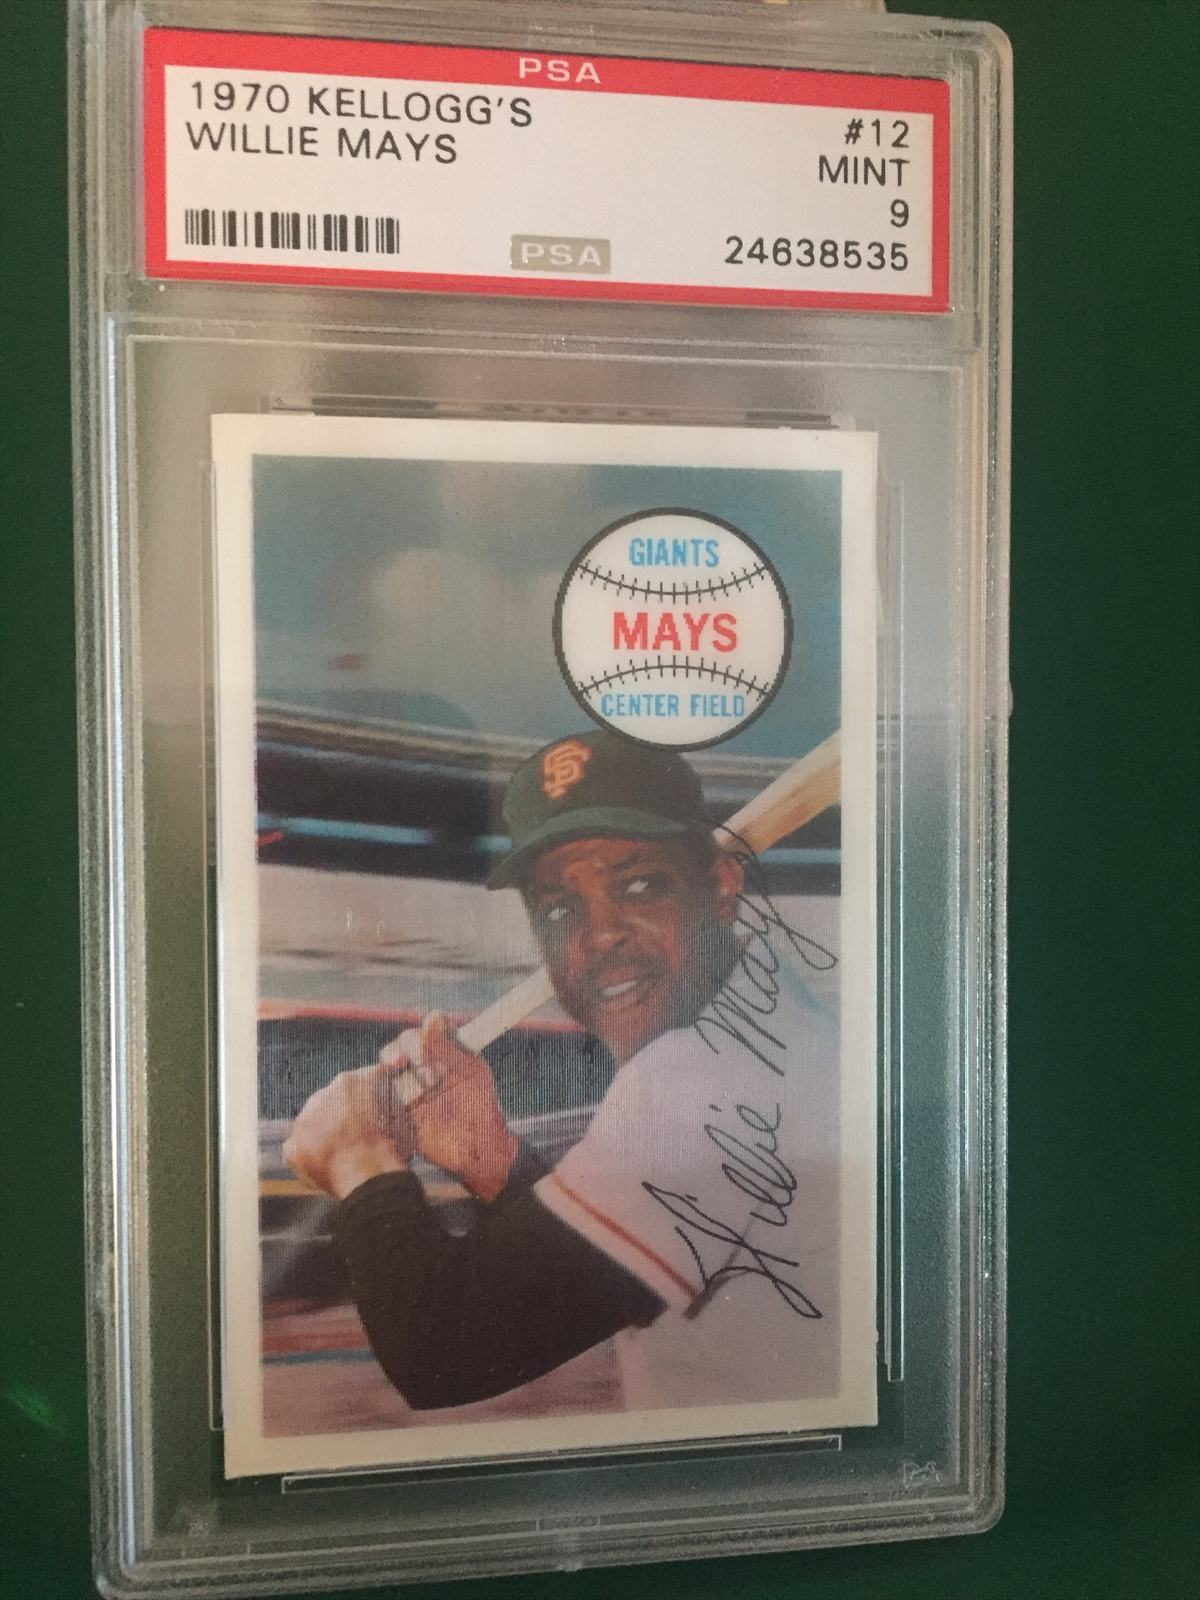 PSA
1970 KELLOGG'S
#12
WILLIE MAYS
MINT
9
PSA
24638535
GIANTS
MAYS
CENTER FIELD
SF
Willie Mays